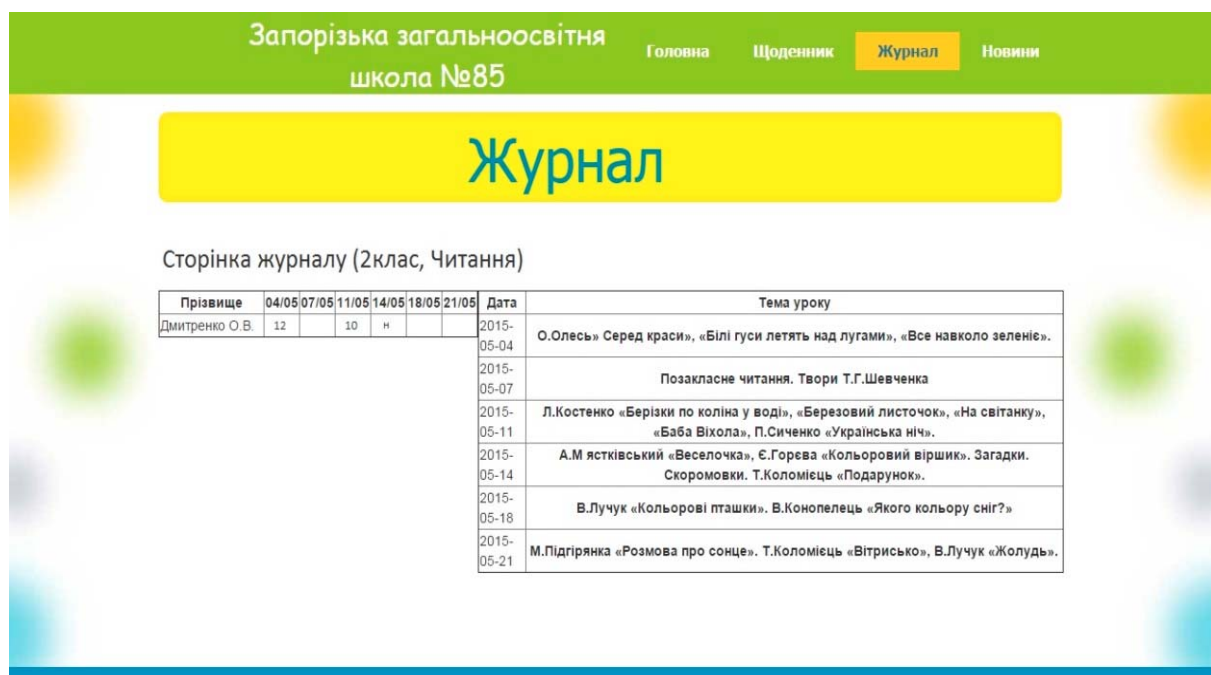 Запорізька загальноосвітня
школа №85
Головна Щоденник Журнал Новини
Журнал
Сторінка журналу (2клас, Читання)
Прізвище 04/05 07/05 11/05 14/05 18/05 21/05
Дмитренко О.В. 12 10 н
Дата Тема уроку
2015-
05-04
О.Олесь» Серед краси», «Білі гуси летять над лугами», «Все навколо зеленіє».
2015-
05-07
Позакласне читання. Твори Т.Г.Шевченка
2015-
05-11
Л.Костенко «Берізки по коліна у воді», «Березовий листочок», «На світанку»,
«Баба Віхола», П.Сиченко «Українська ніч».
2015-
05-14
А.М ястківський «Веселочка», Є.Горєва «Кольоровий віршик». Загадки.
Скоромовки. Т.Коломієць «Подарунок».
2015-
05-18
В.Лучук «Кольорові пташки». В.Конопелець «Якого кольору сніг?»
2015-
05-21
М.Підгірянка «Розмова про сонце». Т.Коломієць «Вітрисько», В.Лучук «Жолудь».